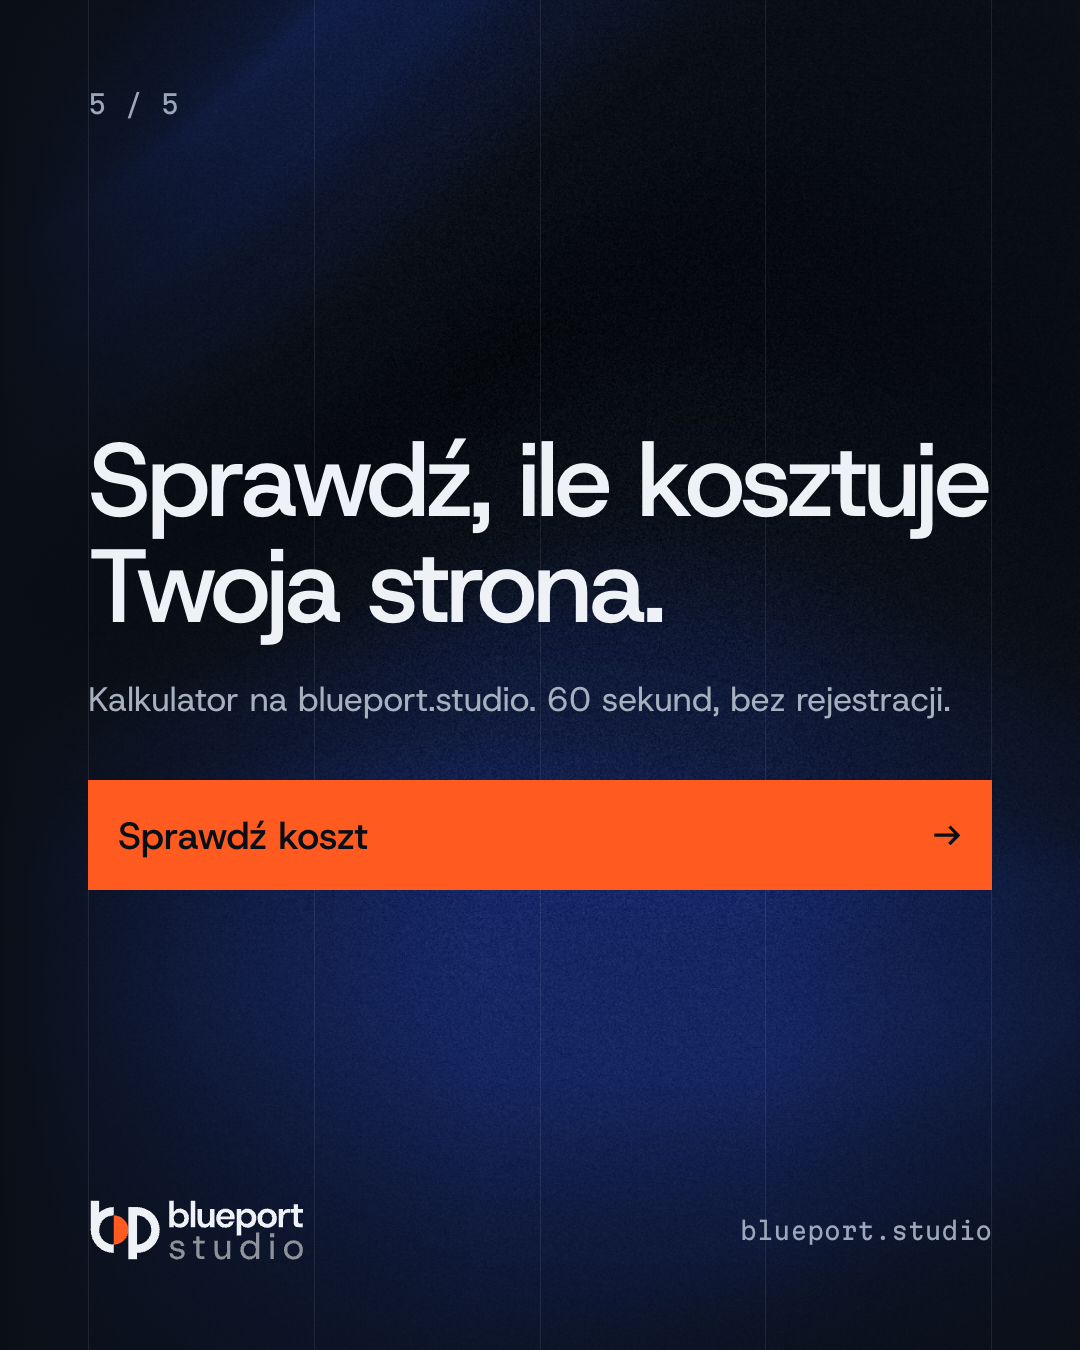 5 / 5
Sprawdź, ile kosztuje
Twoja strona.
Kalkulator na blueport.studio. 60 sekund, bez rejestracji.
Sprawdź koszt →
bp blueport
studio
blueport.studio